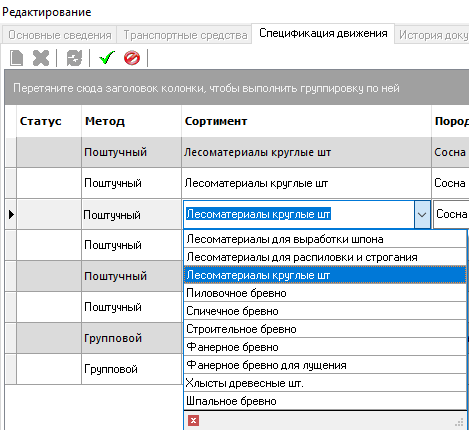 Редактирование
Основные сведения Транспортные средства Спецификация движения История доку
Перетяните сюда заголовок колонки, чтобы выполнить группировку по ней
Статус Метод Сортимент Пород
Поштучный Лесоматериалы круглые шт Сосна
Поштучный Лесоматериалы круглые шт Сосна
Поштучный Лесоматериалы круглые шт Сосна
Поштучный Лесоматериалы для выработки шпона
Лесоматериалы для распиловки и строгания
Поштучный Лесоматериалы круглые шт
Пиловочное бревно
Поштучный Спичечное бревно
Строительное бревно
Групповой Фанерное бревно
Групповой Фанерное бревно для лущения
Хлысты древесные шт.
Шпальное бревно